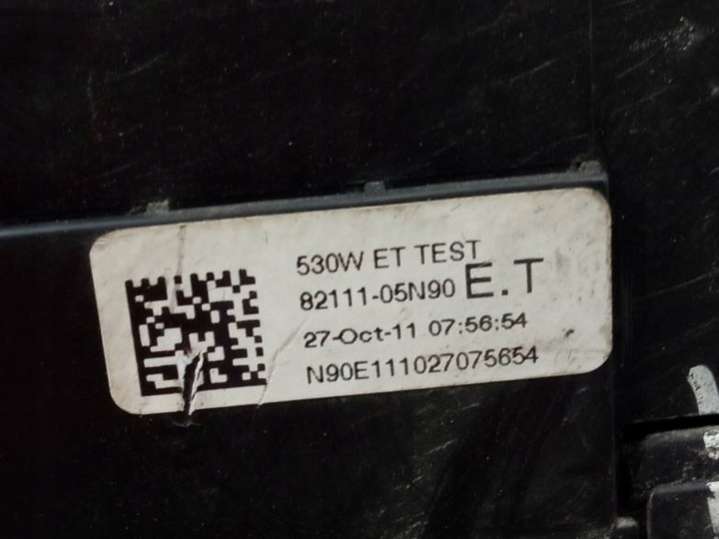 530W ET TEST
82111-05N90 E.T
27-Oct-11 07:56:54
N90E111027075654